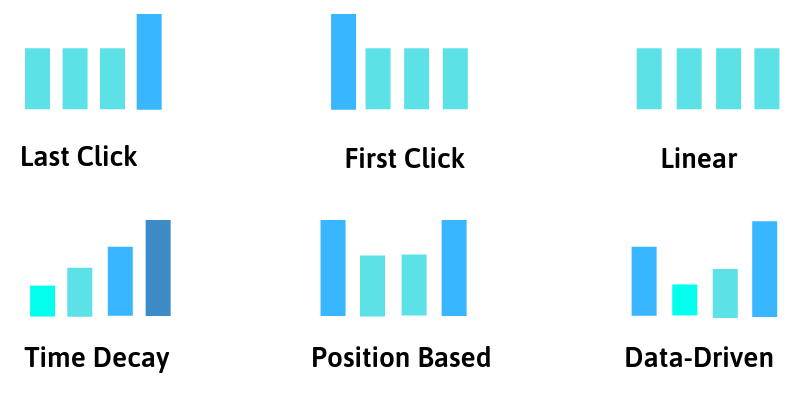 Last Click
First Click
Linear
Time Decay
Position Based
Data-Driven